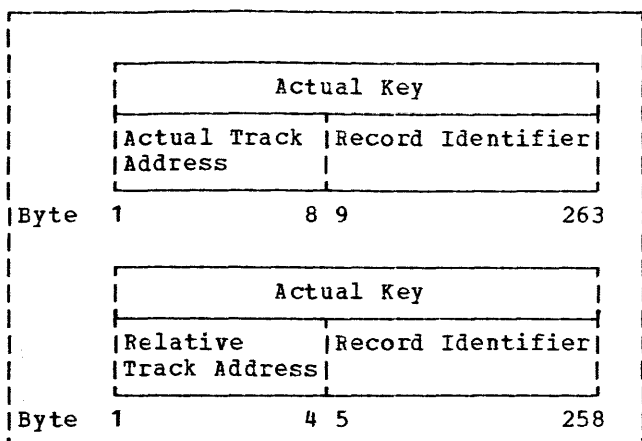 Actual Key
Actual Track Record Identifier
Address
Byte 1 8 9 263
Actual Key
Relative Record Identifier
Track Address
Byte 1 4 5 258